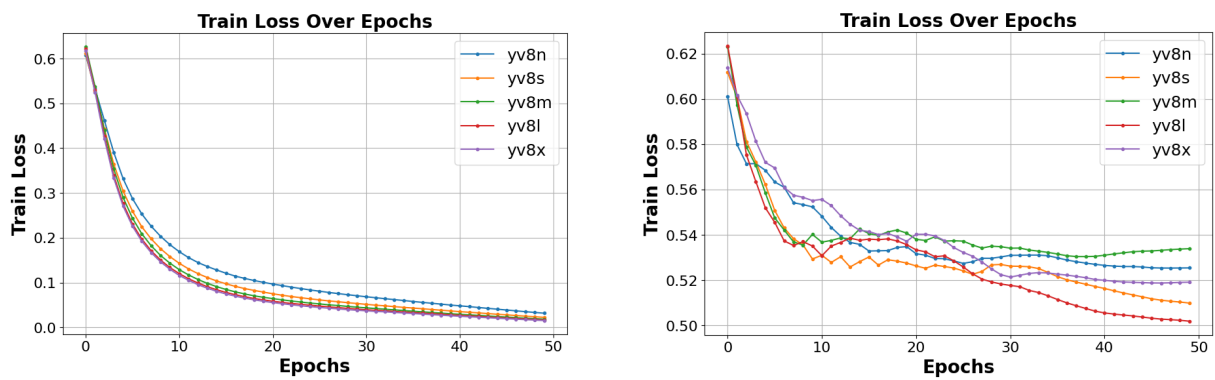 Train Loss Over Epochs
Train Loss
0.6
0.5
0.4
0.3
0.2
0.1
0.0
yv8n
yv8s
yv8m
yv8l
yv8x
0
10
20
30
40
50
Epochs
Train Loss Over Epochs
Train Loss
0.62
0.60
0.58
0.56
0.54
0.52
0.50
yv8n
yv8s
yv8m
yv8l
yv8x
0
10
20
30
40
50
Epochs